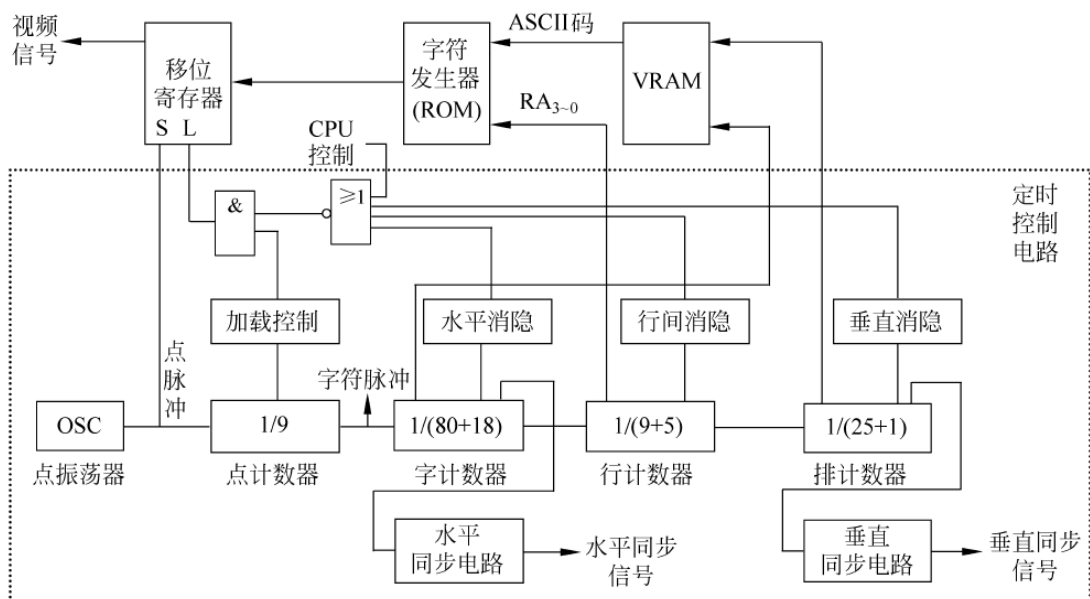 视频
信号
移位
寄存器
S L
字符
发生器
(ROM)
ASCII码
RA3~0
VRAM
CPU
控制
&
≥1
定时
控制
电路
加载控制
水平消隐
行间消隐
垂直消隐
点
脉
冲
字符脉冲
OSC
1/9
1/(80+18)
1/(9+5)
1/(25+1)
点振荡器
点计数器
字计数器
行计数器
排计数器
水平
同步电路
水平同步
信号
垂直
同步电路
垂直同步
信号